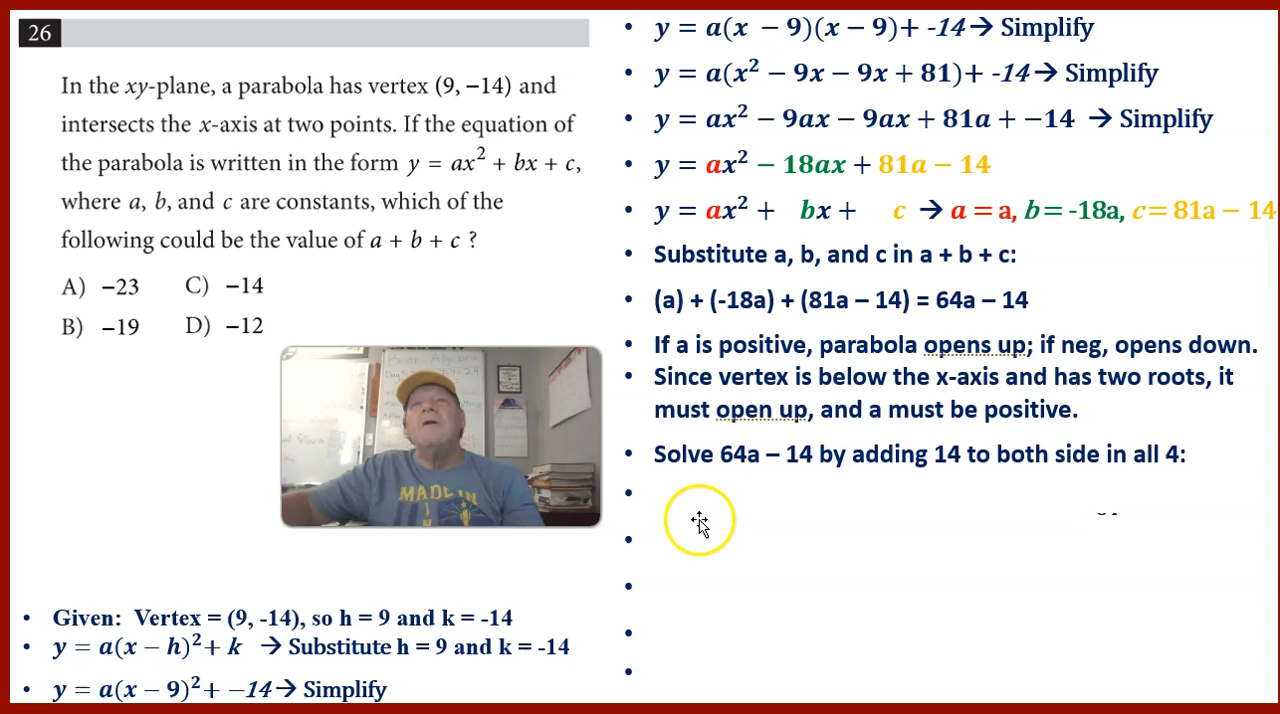 26
In the xy-plane, a parabola has vertex (9, −14) and
intersects the x-axis at two points. If the equation of
the parabola is written in the form y = ax² + bx + c,
where a, b, and c are constants, which of the
following could be the value of a + b + c ?
A) −23 C) −14
B) −19 D) −12
MADE IN
• Given: Vertex = (9, -14), so h = 9 and k = -14
• y = a(x − h)²+ k → Substitute h = 9 and k = -14
• y = a(x − 9)²+ −14→ Simplify
• y = a(x − 9)(x − 9)+ -14→ Simplify
• y = a(x² − 9x − 9x + 81)+ -14→ Simplify
• y = ax² − 9ax − 9ax + 81a + −14 → Simplify
• y = ax² − 18ax + 81a − 14
• y = ax² + bx + c → a = a, b= -18a, c= 81a − 14
• Substitute a, b, and c in a + b + c:
• (a) + (-18a) + (81a – 14) = 64a – 14
• If a is positive, parabola opens up; if neg, opens down.
• Since vertex is below the x-axis and has two roots, it
must open up, and a must be positive.
• Solve 64a – 14 by adding 14 to both side in all 4: